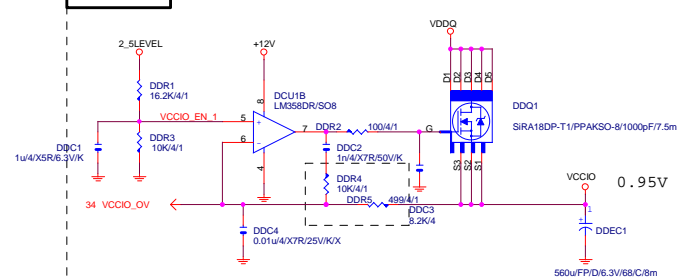 VDDQ
2_5LEVEL
+12V
D1
D2
D3
D4
D5
DDR1
16.2K/4/1
DCU1B
LM358DR/SO8
8
VCCIO_EN_1
5
+
6
-
7
4
DDR2
100/4/1
G
DDQ1
SiRA18DP-T1/PPAKSO-8/1000pF/7.5m
DDR3
10K/4/1
DDC1
1u/4/X5R/6.3V/K
DDC2
1n/4/X7R/50V/K
S3
S2
S1
DDR4
10K/4/1
VCCIO
0.95V
34 VCCIO_OV
DDR5
499/4/1
DDC3
8.2K/4
1
+
DDEC1
DDC4
0.01u/4/X7R/25V/K/X
560u/FP/D/6.3V/68/C/8m